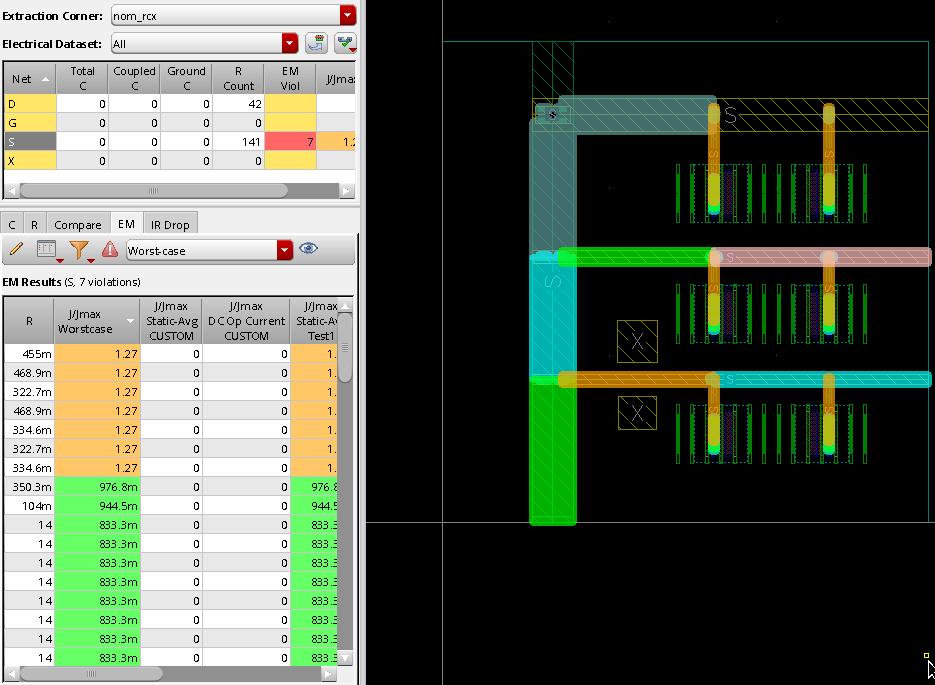 Extraction Corner: nom_rcx
Electrical Dataset: All
Net Total C Coupled C Ground C R Count EM Viol J/Jma
D 0 0 0 42
G 0 0 0 0
S 0 0 0 141 7 1.2
X 0 0 0 0
C R Compare EM IR Drop
Worst-case
EM Results (S, 7 violations)
R J/Jmax Worstcase J/Jmax Static-Avg CUSTOM J/Jmax DC Op Current CUSTOM J/Jmax Static-Av Test1
455m 1.27 0 0 1.
468.9m 1.27 0 0 1.
322.7m 1.27 0 0 1.
468.9m 1.27 0 0 1.
334.6m 1.27 0 0 1.
322.7m 1.27 0 0 1.
334.6m 1.27 0 0 1.
350.3m 976.8m 0 0 976.8
104m 944.5m 0 0 944.5
14 833.3m 0 0 833.3
14 833.3m 0 0 833.3
14 833.3m 0 0 833.3
14 833.3m 0 0 833.3
14 833.3m 0 0 833.3
14 833.3m 0 0 833.3
14 833.3m 0 0 833.3
14 833.3m 0 0 833.3
S
S
S
S
X
S
X